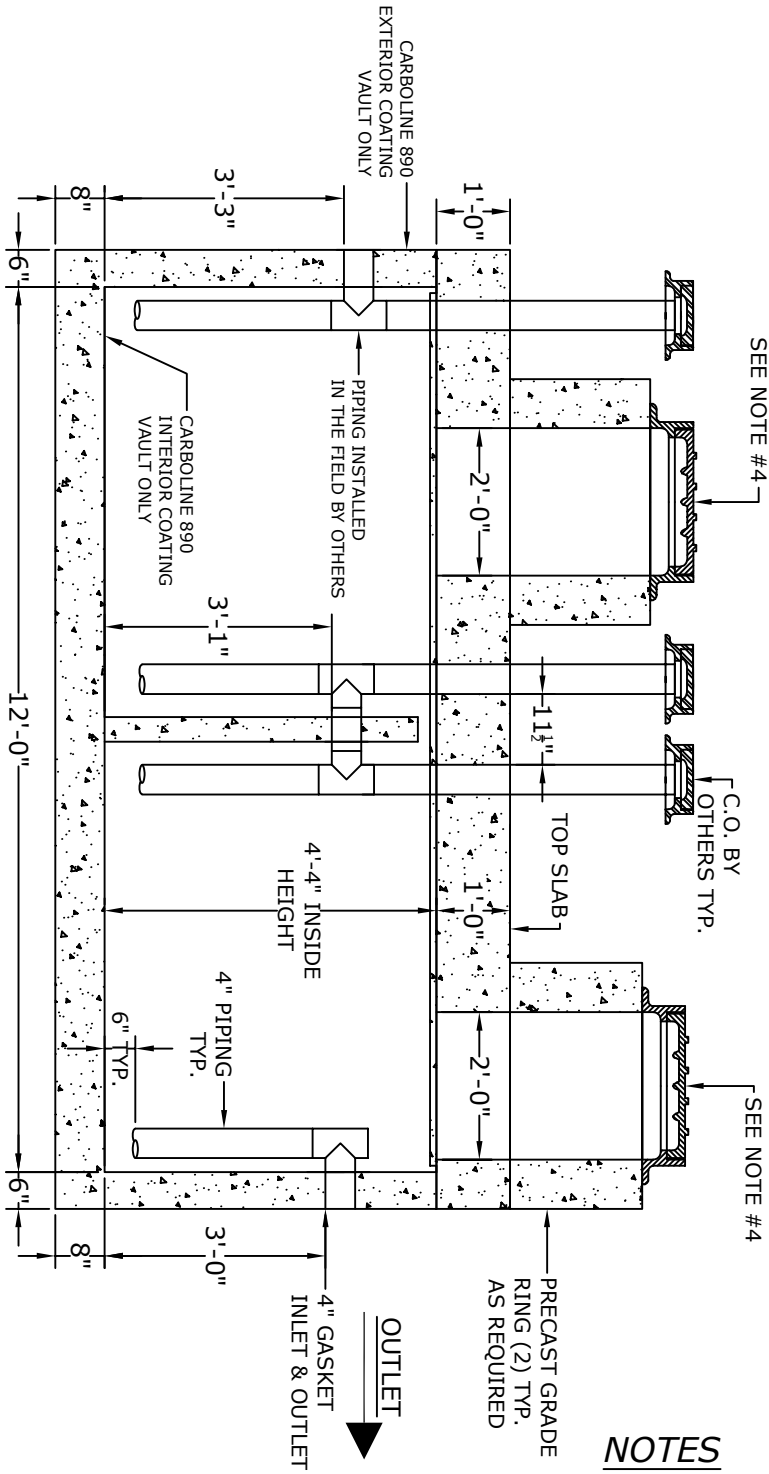 SEE NOTE #4
C.O. BY
OTHERS TYP.
SEE NOTE #4
CARBOLINE 890
EXTERIOR COATING
VAULT ONLY
1'-0"
2'-0"
11½"
TOP SLAB
1'-0"
2'-0"
PRECAST GRADE
RING (2) TYP.
AS REQUIRED
3'-3"
8"
PIPING INSTALLED
IN THE FIELD BY OTHERS
CARBOLINE 890
INTERIOR COATING
VAULT ONLY
3'-1"
4'-4" INSIDE
HEIGHT
4" PIPING
TYP.
6" TYP.
3'-0"
8"
4" GASKET
INLET & OUTLET
OUTLET
6"
12'-0"
6"
NOTES